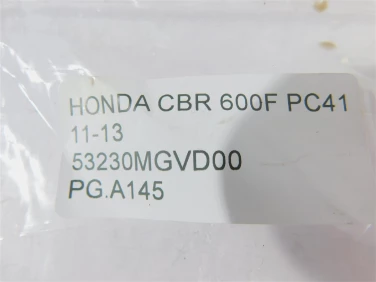 HONDA CBR 600F PC41
11-13
53230MGVD00
PG.A145